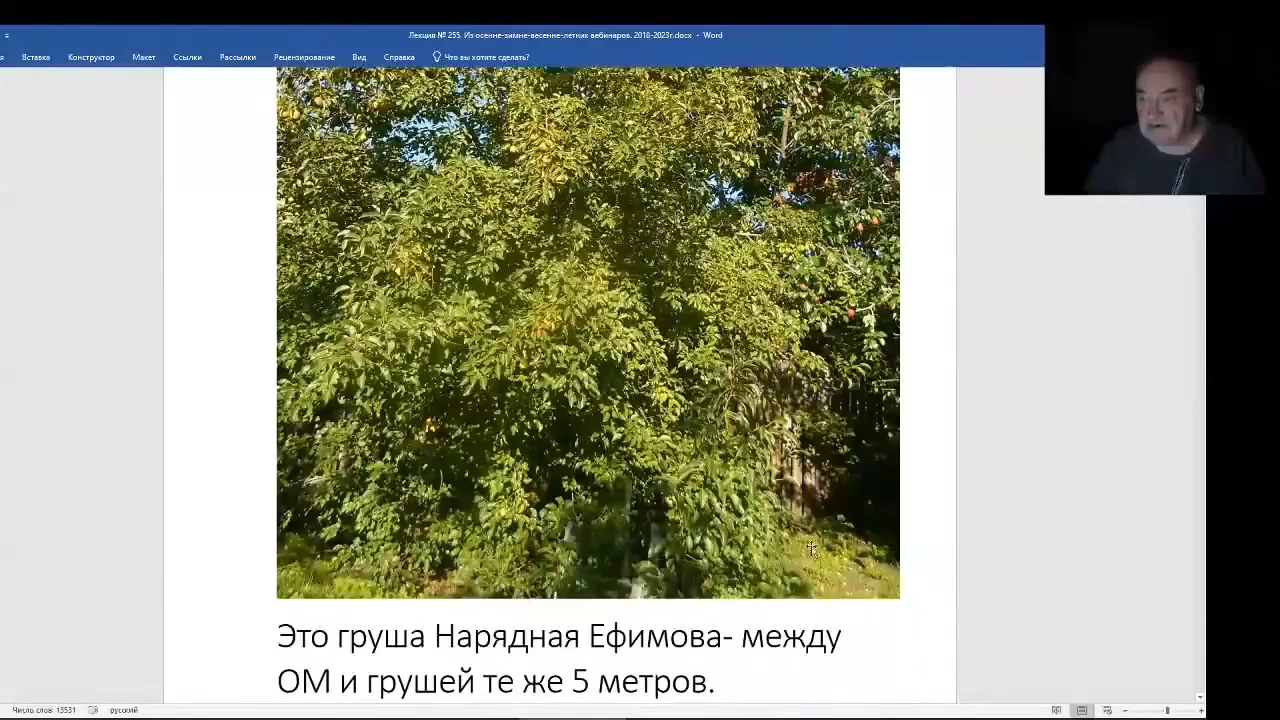 Лекция № 255. Из осенне-зимне-весенне-летних вебинаров. 2018-2023г.docx - Word
я Вставка Конструктор Макет Ссылки Рассылки Рецензирование Вид Справка Что вы хотите сделать?
Это груша Нарядная Ефимова- между
ОМ и грушей те же 5 метров.
Число слов: 13531 русский